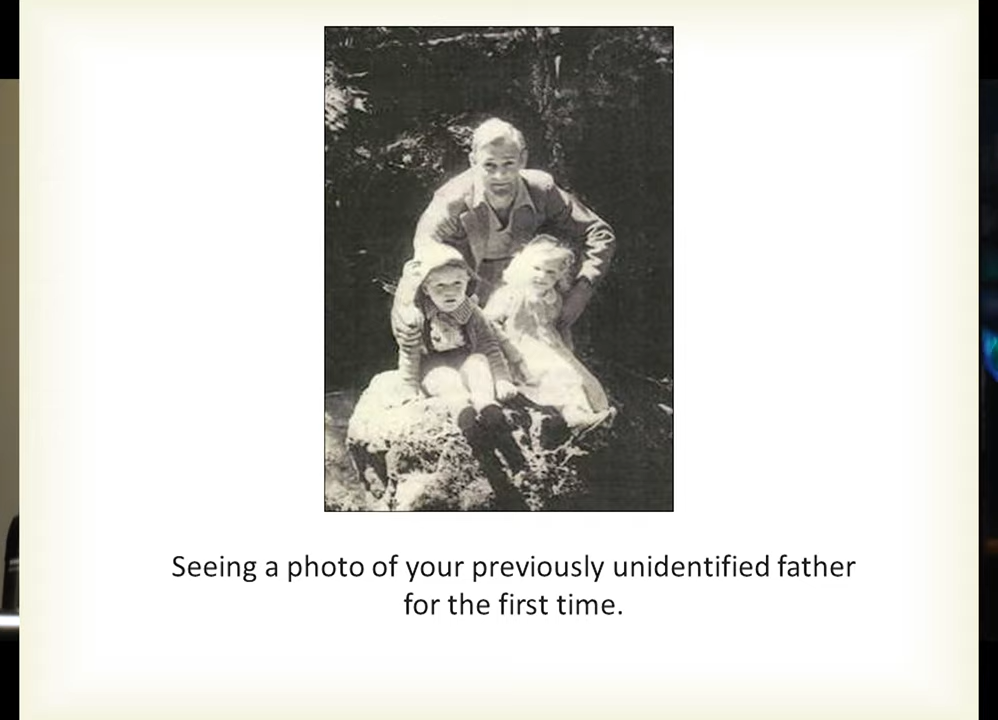 Seeing a photo of your previously unidentified father
for the first time.